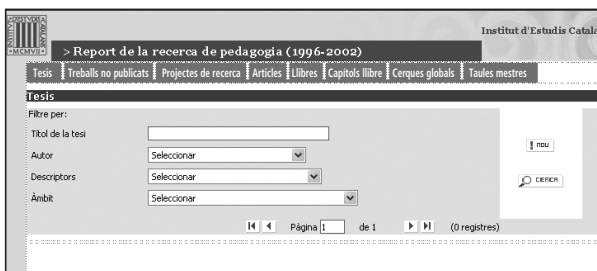 Institut d'Estudis Catala
> Report de la recerca de pedagogia (1996-2002)
Tesis Treballs no publicats Projectes de recerca Articles Llibres Capitols llibre Cerques globals Taules mestres
Tesis
Filtre per:
Títol de la tesi
nou
Autor Seleccionar
Descriptors Seleccionar
CERCA
Àmbit Seleccionar
Pàgina 1 de 1 (0 registres)